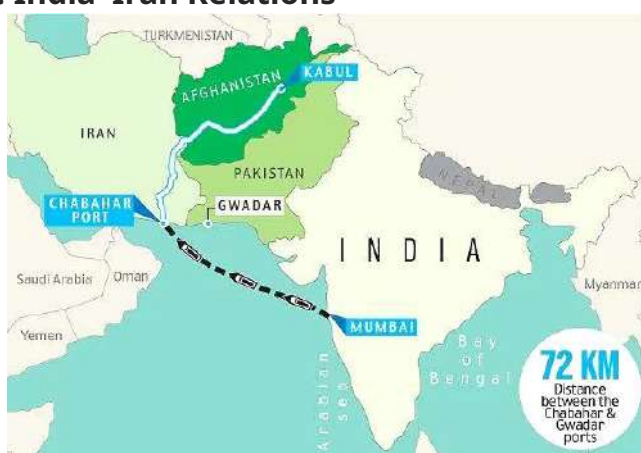 India-Iran Relations
TURKMENISTAN
AFGHANISTAN
KABUL
IRAN
PAKISTAN
CHABAHAR
PORT
GWADAR
NEPAL
INDIA
Saudi Arabia
Oman
Myanmar
Yemen
MUMBAI
Arabian
sea
Bay
of
Bengal
72 KM
Distance
between the
Chabahar &
Gwadar
ports